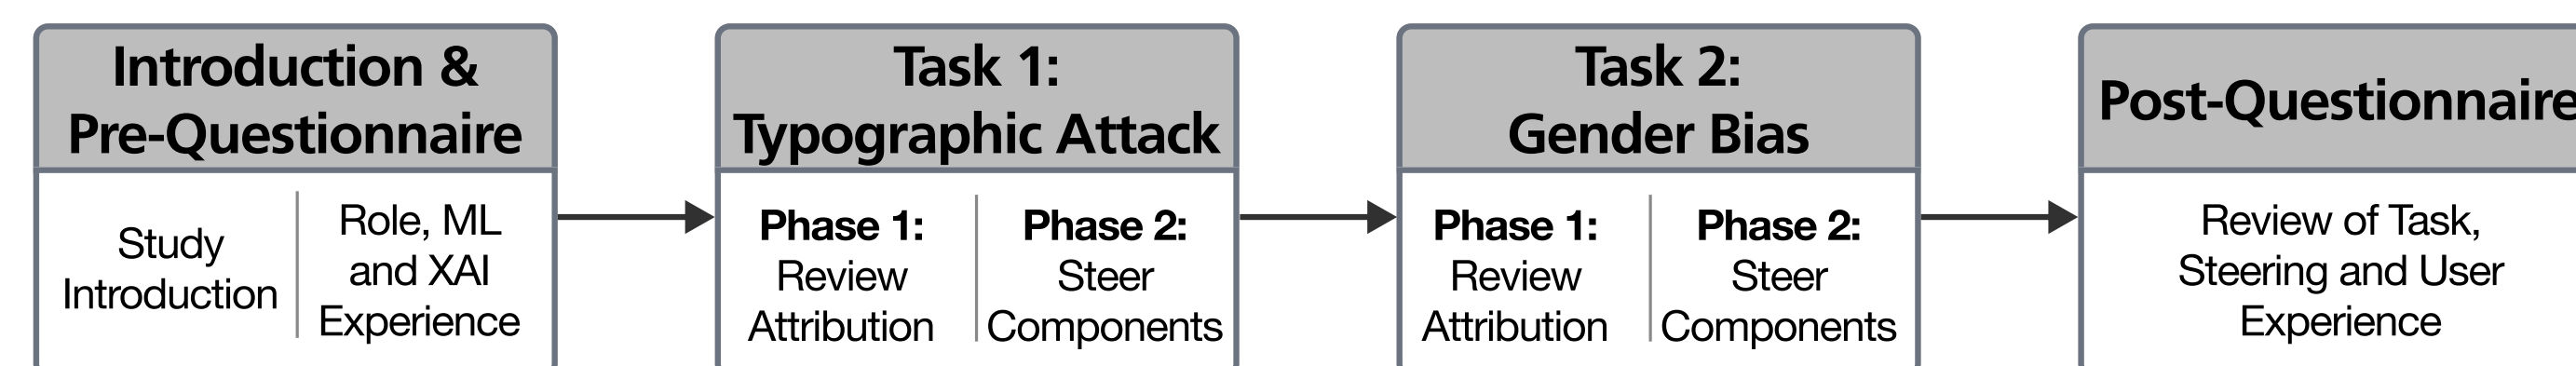 Introduction &
Pre-Questionnaire
Study
Introduction
Role, ML
and XAI
Experience
Task 1:
Typographic Attack
Phase 1:
Review
Attribution
Phase 2:
Steer
Components
Task 2:
Gender Bias
Phase 1:
Review
Attribution
Phase 2:
Steer
Components
Post-Questionnaire
Review of Task,
Steering and User
Experience